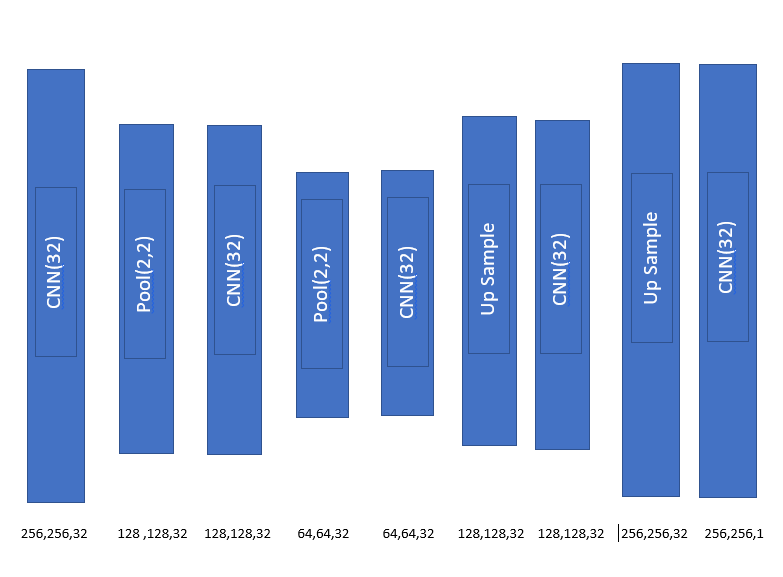 CNN(32)
Pool(2,2)
CNN(32)
Pool(2,2)
CNN(32)
Up Sample
CNN(32)
Up Sample
CNN(32)
256,256,32
128 ,128,32
128,128,32
64,64,32
64,64,32
128,128,32
128,128,32
256,256,32
256,256,1